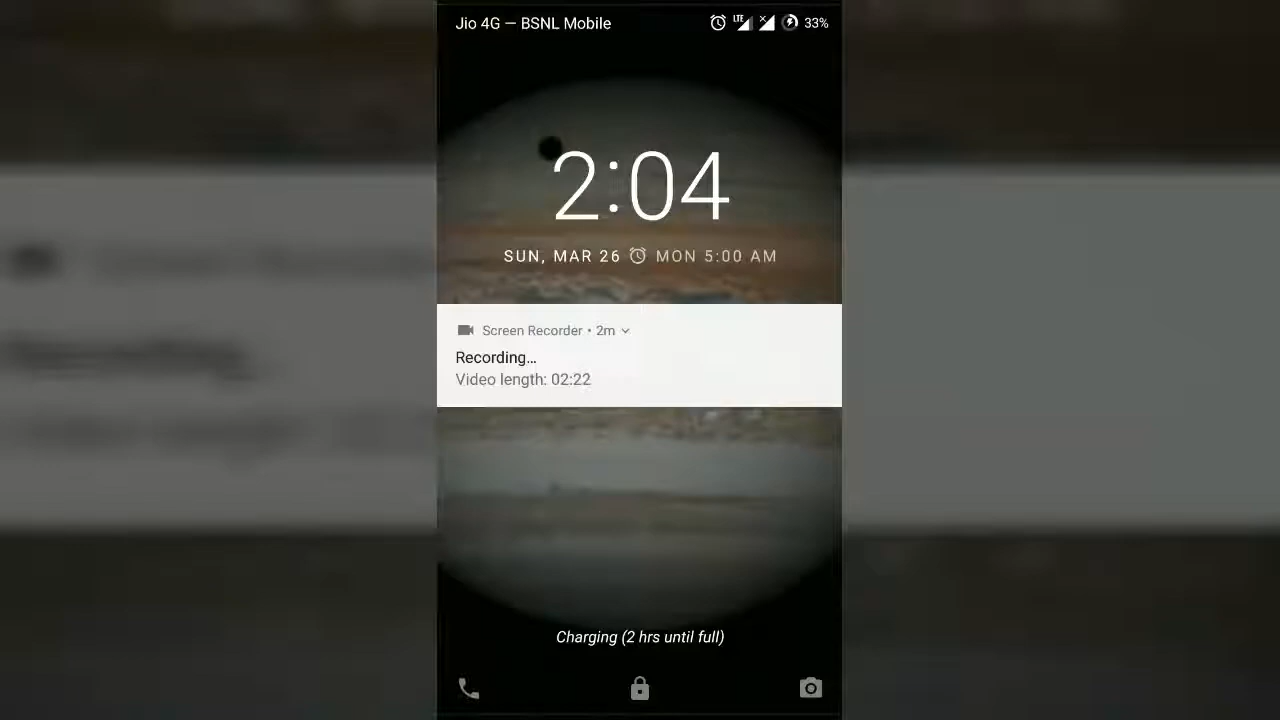 Jio 4G — BSNL Mobile
LTE
33%
2:04
SUN, MAR 26 MON 5:00 AM
Screen Recorder • 2m
Recording...
Video length: 02:22
Charging (2 hrs until full)